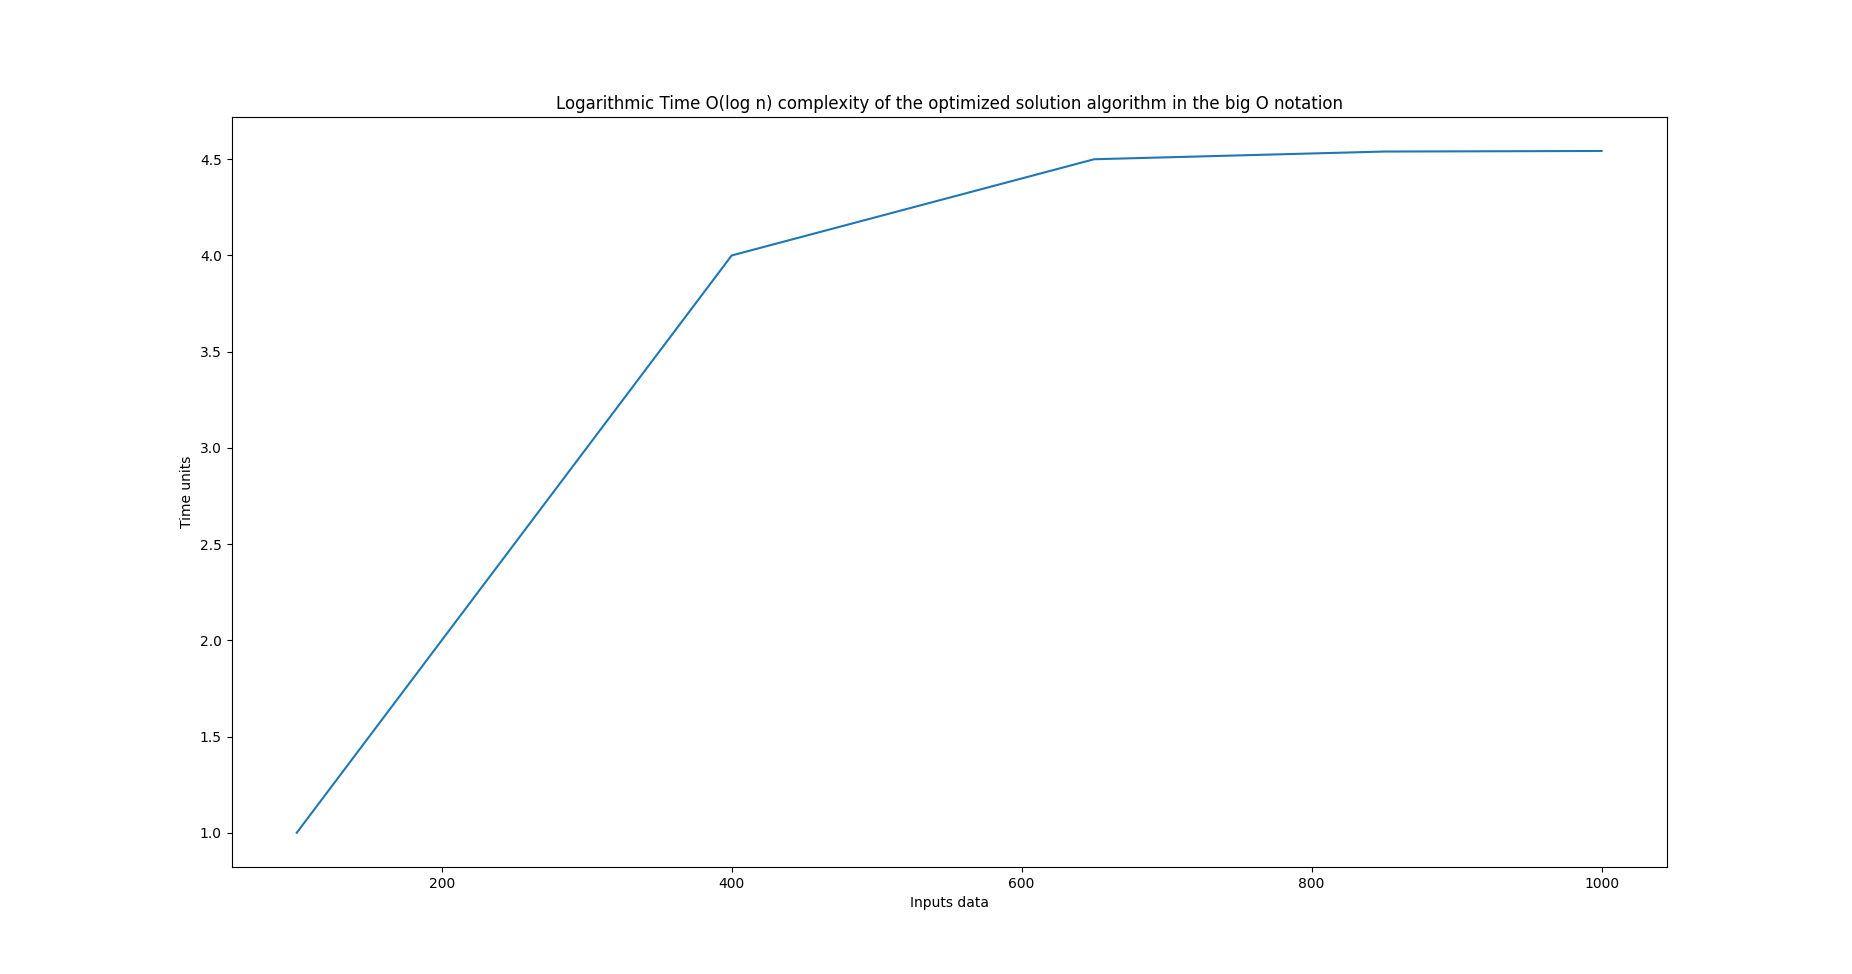 Logarithmic Time O(log n) complexity of the optimized solution algorithm in the big O notation
4.5
4.0
3.5
3.0
Time units
2.5
2.0
1.5
1.0
200 400 600 800 1000
Inputs data